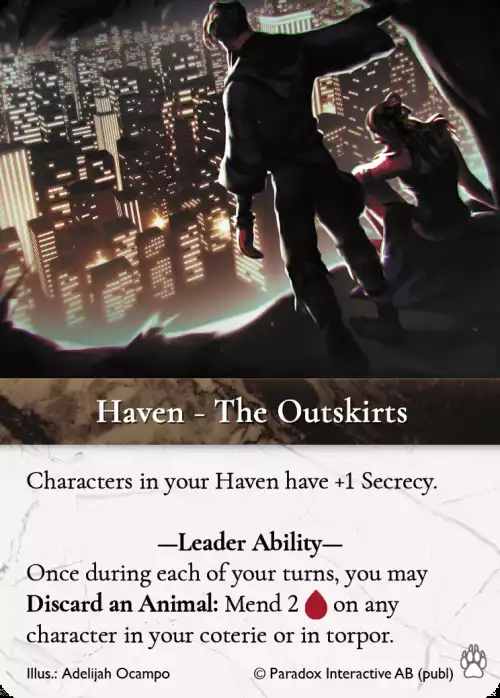 Haven - The Outskirts
Characters in your Haven have +1 Secrecy.
—Leader Ability—
Once during each of your turns, you may
Discard an Animal: Mend 2 on any
character in your coterie or in torpor.
Illus.: Adelijah Ocampo
© Paradox Interactive AB (publ)